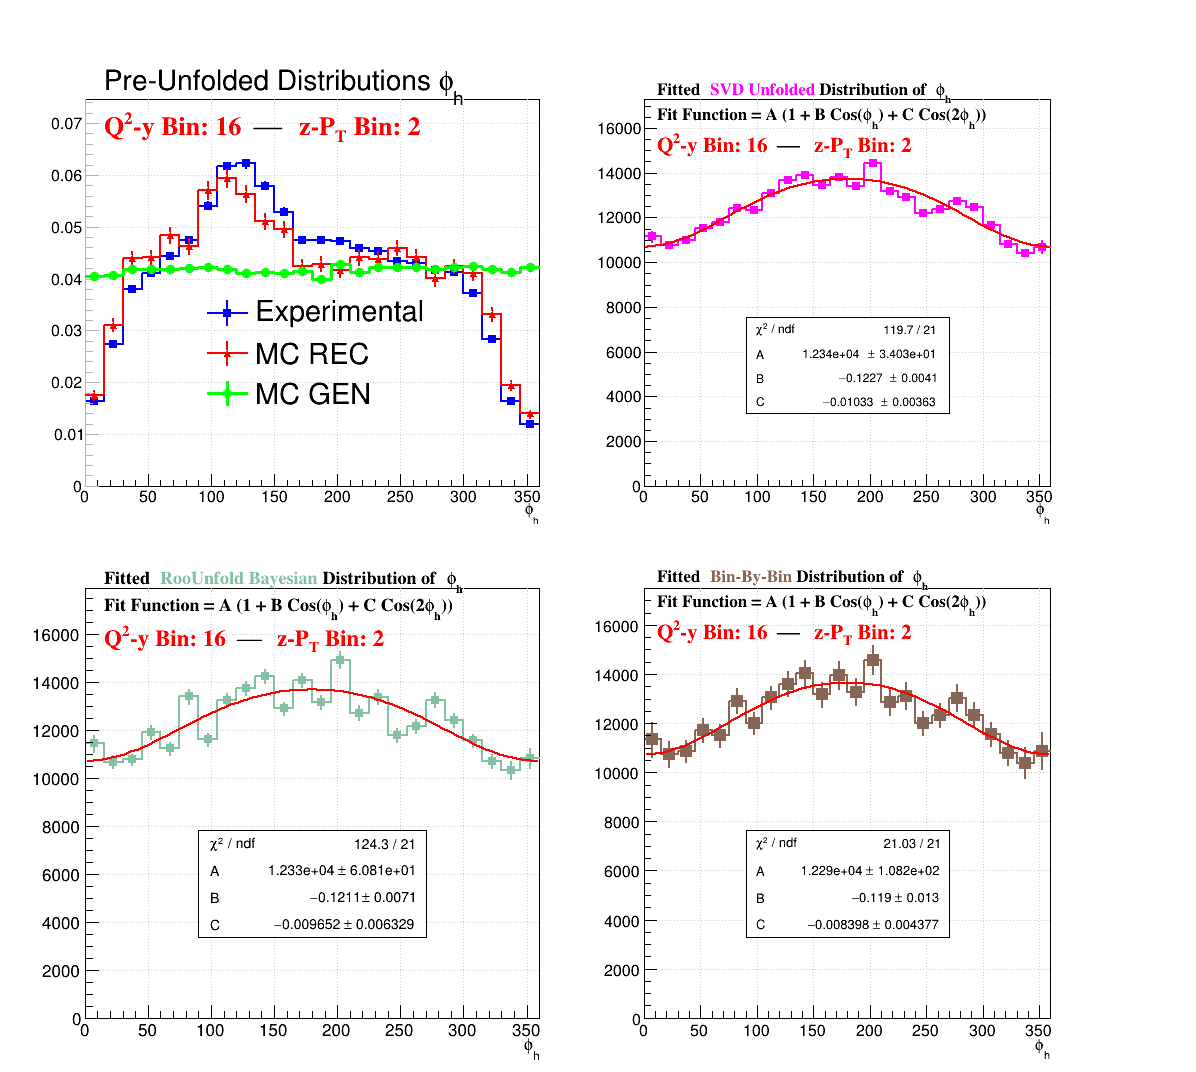 Pre-Unfolded Distributions ϕh
Q²-y Bin: 16 — z-PT Bin: 2
0.07
0.06
0.05
0.04
0.03
0.02
0.01
0
Experimental
MC REC
MC GEN
0 50 100 150 200 250 300 350
ϕh
Fitted SVD Unfolded Distribution of ϕh
Fit Function = A (1 + B Cos(ϕh) + C Cos(2ϕh))
Q²-y Bin: 16 — z-PT Bin: 2
16000
14000
12000
10000
8000
6000
4000
2000
0
χ² / ndf 119.7 / 21
A 1.234e+04 ± 3.403e+01
B −0.1227 ± 0.0041
C −0.01033 ± 0.00363
0 50 100 150 200 250 300 350
ϕh
Fitted RooUnfold Bayesian Distribution of ϕh
Fit Function = A (1 + B Cos(ϕh) + C Cos(2ϕh))
Q²-y Bin: 16 — z-PT Bin: 2
16000
14000
12000
10000
8000
6000
4000
2000
0
χ² / ndf 124.3 / 21
A 1.233e+04 ± 6.081e+01
B −0.1211 ± 0.0071
C −0.009652 ± 0.006329
0 50 100 150 200 250 300 350
ϕh
Fitted Bin-By-Bin Distribution of ϕh
Fit Function = A (1 + B Cos(ϕh) + C Cos(2ϕh))
Q²-y Bin: 16 — z-PT Bin: 2
16000
14000
12000
10000
8000
6000
4000
2000
0
χ² / ndf 21.03 / 21
A 1.229e+04 ± 1.082e+02
B −0.119 ± 0.013
C −0.008398 ± 0.004377
0 50 100 150 200 250 300 350
ϕh